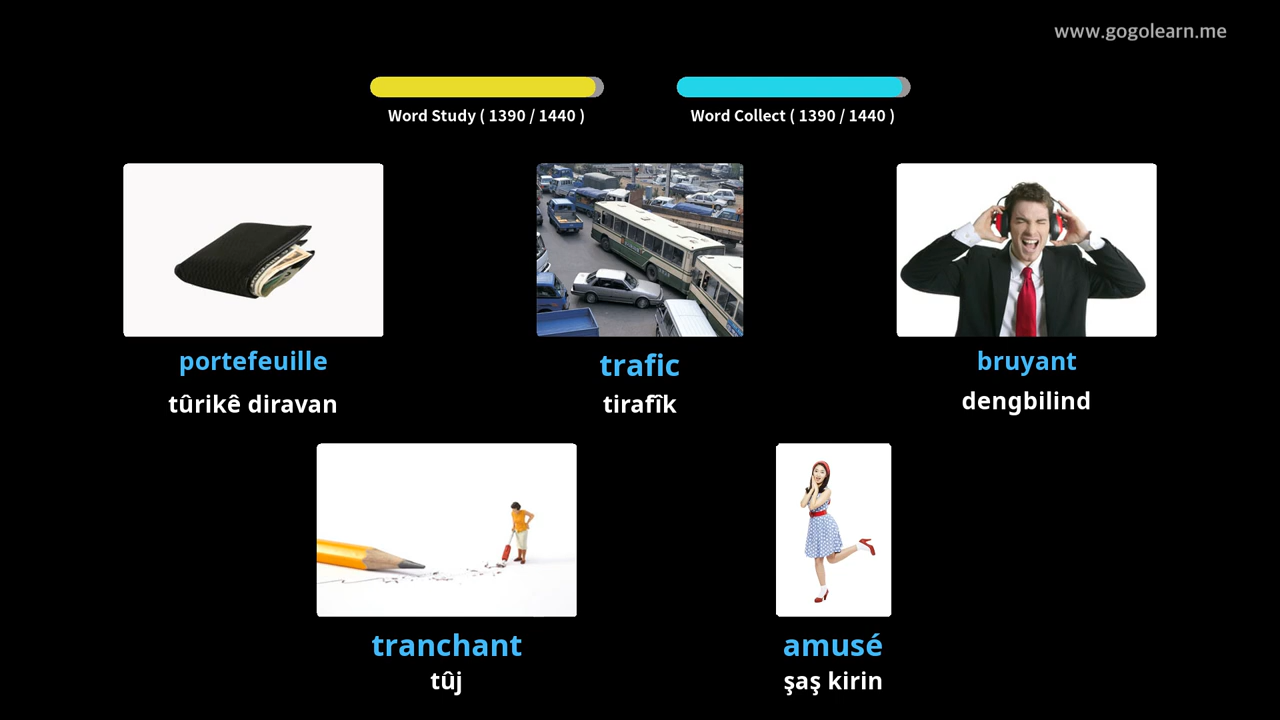 www.gogolearn.me
Word Study ( 1390 / 1440 )
Word Collect ( 1390 / 1440 )
portefeuille
tûrikê diravan
trafic
tirafîk
bruyant
dengbilind
tranchant
tûj
amusé
şaş kirin